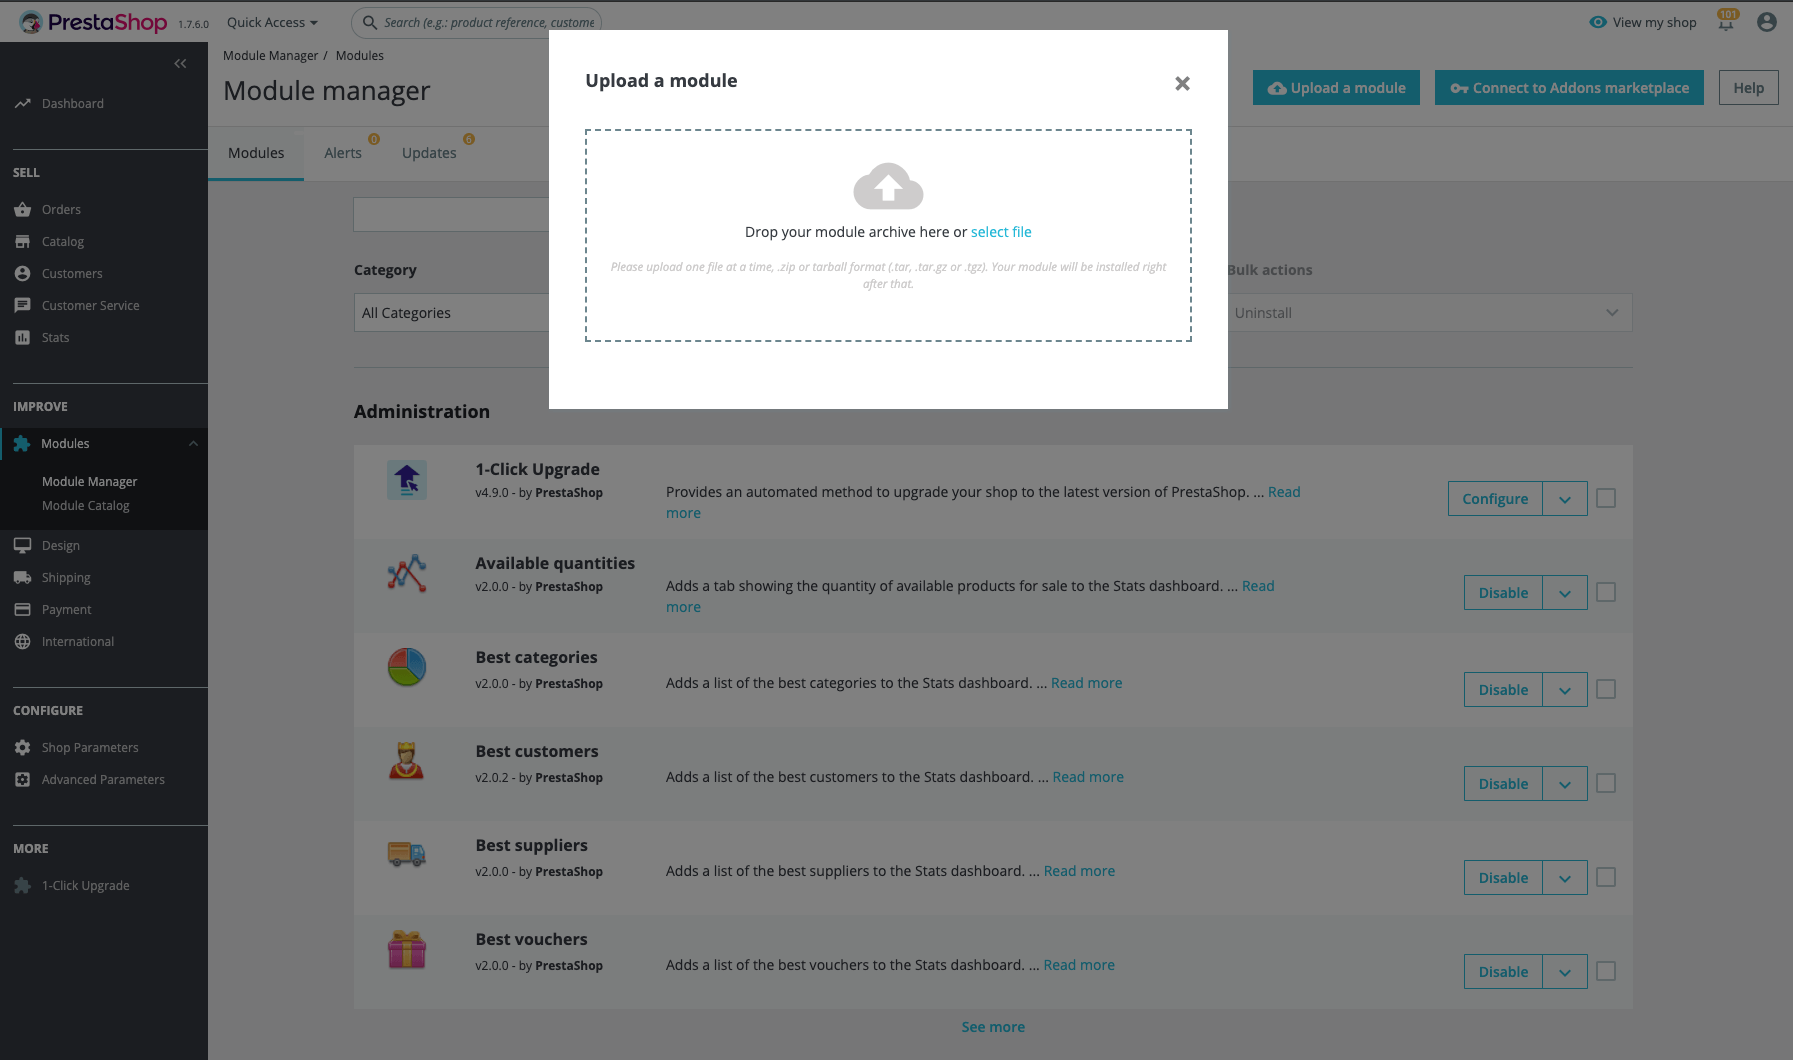 PrestaShop 1.7.6.0 Quick Access Search (e.g.: product reference, custome View my shop 101
Module Manager / Modules
Module manager
Upload a module Connect to Addons marketplace Help
Modules Alerts 0 Updates 6
Dashboard
SELL
Orders
Catalog
Customers
Customer Service
Stats
IMPROVE
Modules
Module Manager
Module Catalog
Design
Shipping
Payment
International
CONFIGURE
Shop Parameters
Advanced Parameters
MORE
1-Click Upgrade
Upload a module
Drop your module archive here or select file
Please upload one file at a time, .zip or tarball format (.tar, .tar.gz or .tgz). Your module will be installed right
after that.
Category
All Categories
Bulk actions
Uninstall
Administration
1-Click Upgrade
v4.9.0 - by PrestaShop
Provides an automated method to upgrade your shop to the latest version of PrestaShop. ... Read
more
Configure
Available quantities
v2.0.0 - by PrestaShop
Adds a tab showing the quantity of available products for sale to the Stats dashboard. ... Read
more
Disable
Best categories
v2.0.0 - by PrestaShop
Adds a list of the best categories to the Stats dashboard. ... Read more
Disable
Best customers
v2.0.2 - by PrestaShop
Adds a list of the best customers to the Stats dashboard. ... Read more
Disable
Best suppliers
v2.0.0 - by PrestaShop
Adds a list of the best suppliers to the Stats dashboard. ... Read more
Disable
Best vouchers
v2.0.0 - by PrestaShop
Adds a list of the best vouchers to the Stats dashboard. ... Read more
Disable
See more